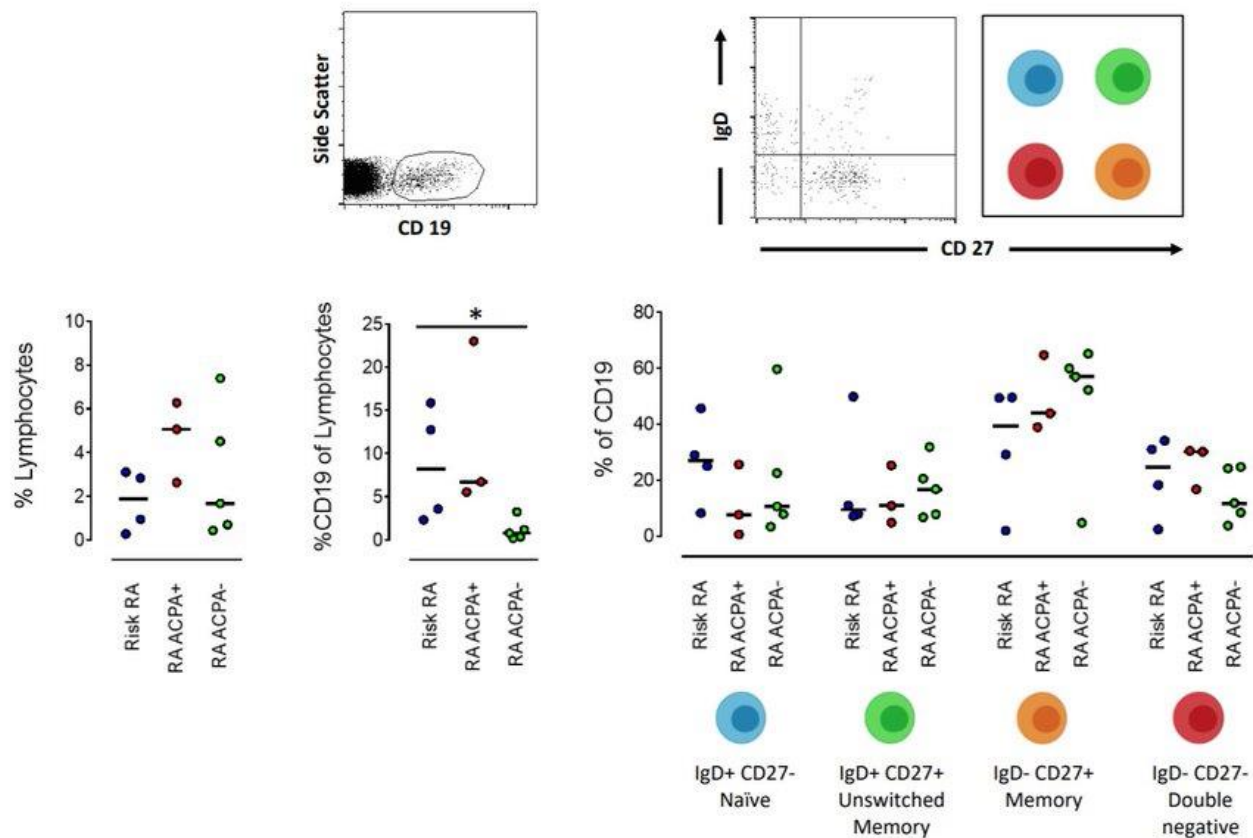 Side Scatter
CD 19
IgD
CD 27
% Lymphocytes
10
8
6
4
2
0
Risk RA
RA ACPA+
RA ACPA-
%CD19 of Lymphocytes
25
20
15
10
5
0
*
Risk RA
RA ACPA+
RA ACPA-
% of CD19
80
60
40
20
0
Risk RA
RA ACPA+
RA ACPA-
Risk RA
RA ACPA+
RA ACPA-
Risk RA
RA ACPA+
RA ACPA-
Risk RA
RA ACPA+
RA ACPA-
IgD+ CD27-
Naïve
IgD+ CD27+
Unswitched
Memory
IgD- CD27+
Memory
IgD- CD27-
Double
negative